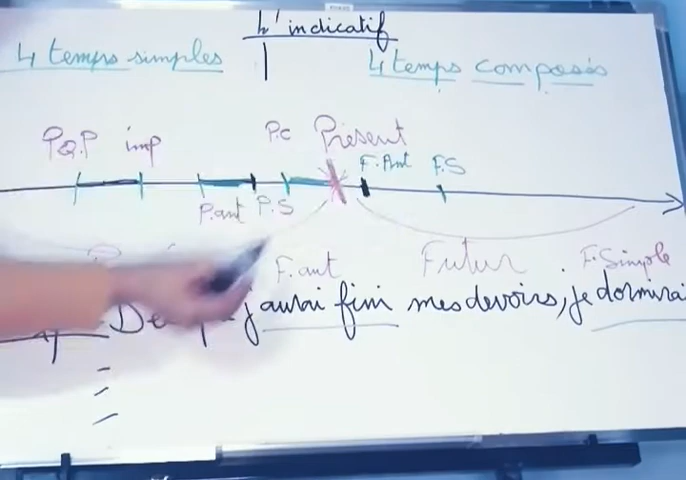 L'indicatif
4 temps simples | 4 temps composés
P.Q.P imp P.C Présent
F.Ant F.S
P.ant P.S
F.ant Futur F.Simple
j'aurai fini mes devoirs, je dormirai